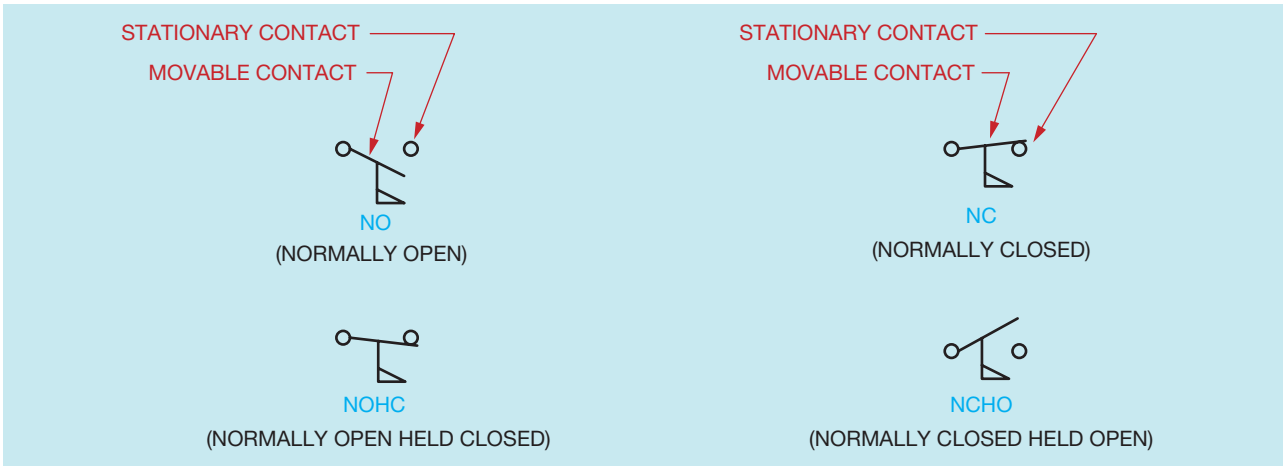 STATIONARY CONTACT
MOVABLE CONTACT
NO
(NORMALLY OPEN)
STATIONARY CONTACT
MOVABLE CONTACT
NC
(NORMALLY CLOSED)
NOHC
(NORMALLY OPEN HELD CLOSED)
NCHO
(NORMALLY CLOSED HELD OPEN)